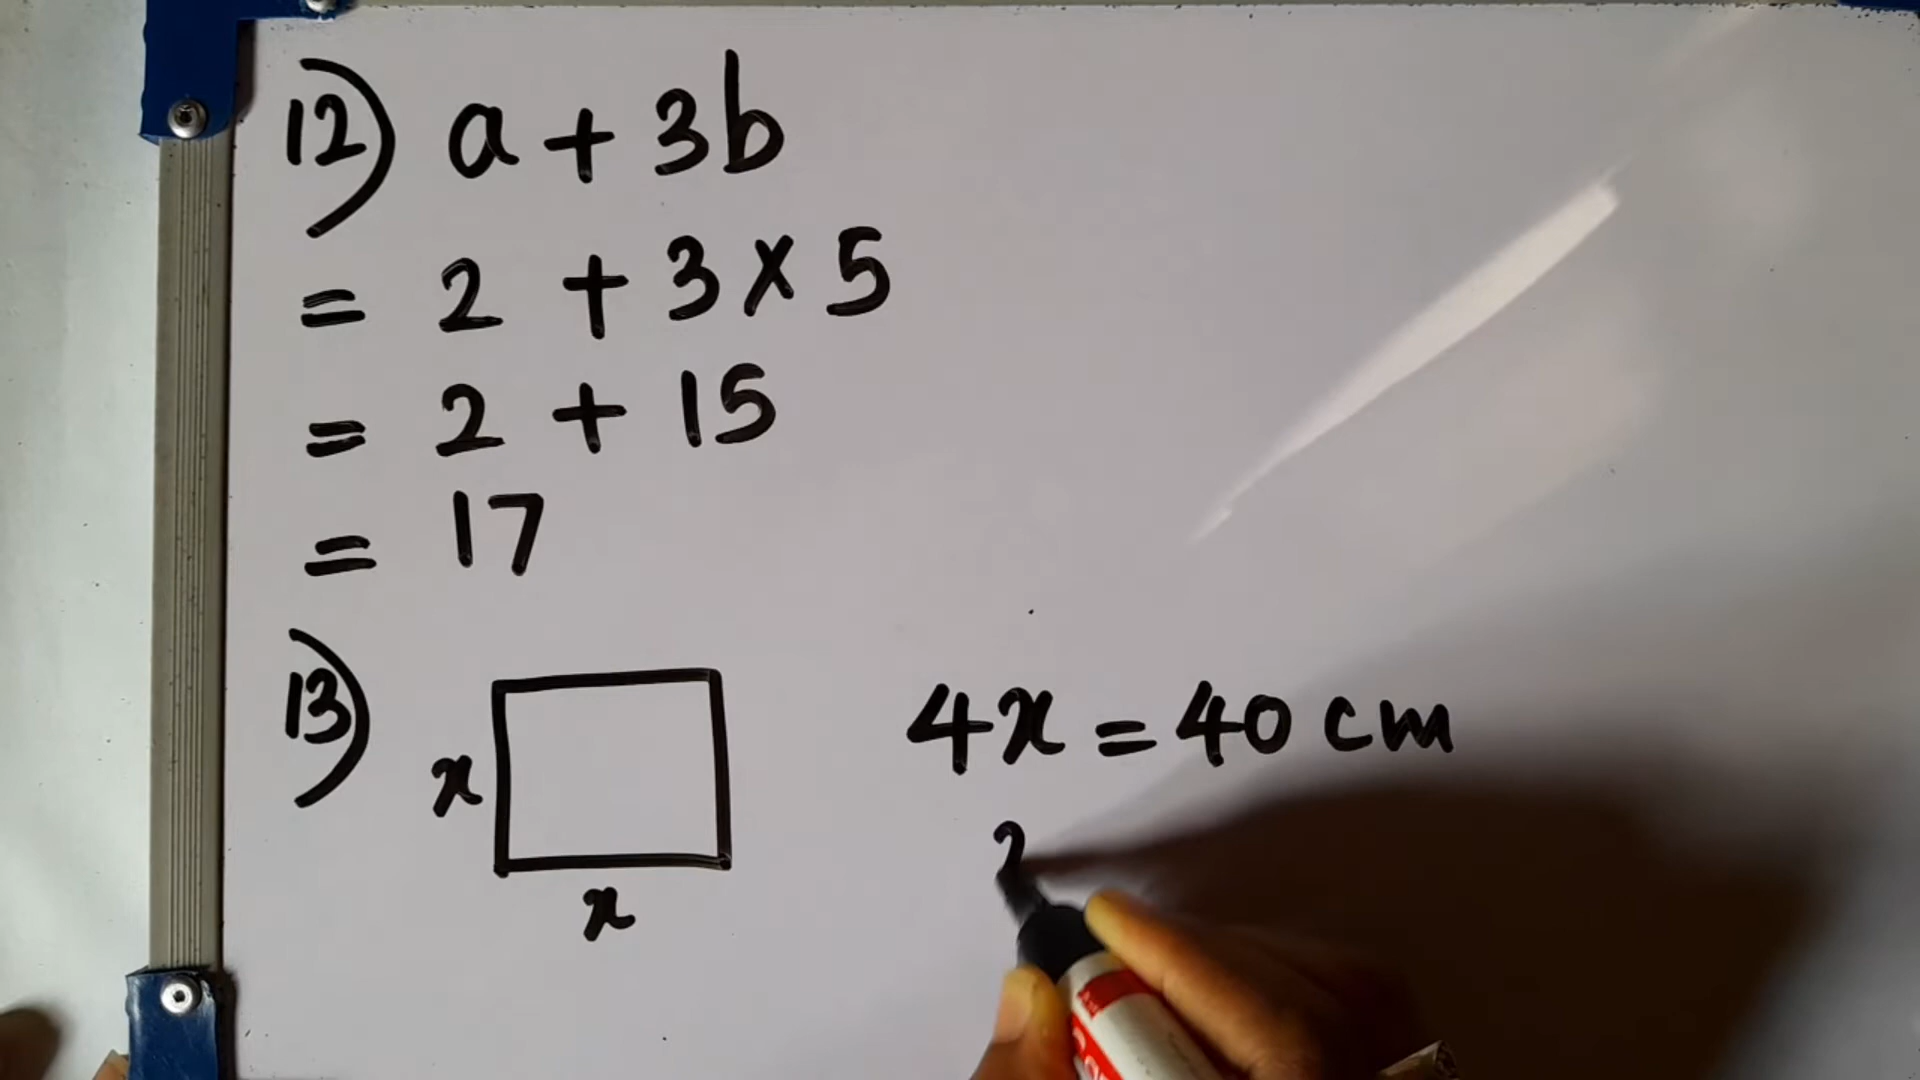 12) a + 3b
= 2 + 3 × 5
= 2 + 15
= 17
13)
x
x
4x = 40 cm